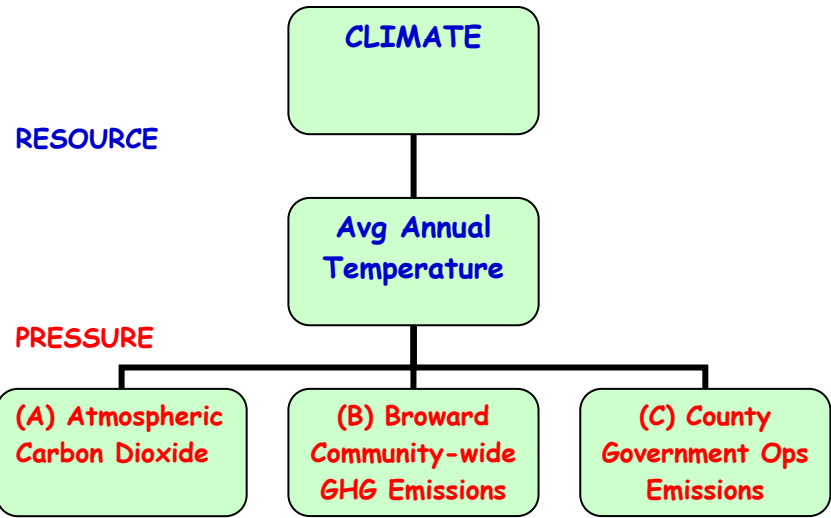 CLIMATE
RESOURCE
Avg Annual
Temperature
PRESSURE
(A) Atmospheric
Carbon Dioxide
(B) Broward
Community-wide
GHG Emissions
(C) County
Government Ops
Emissions